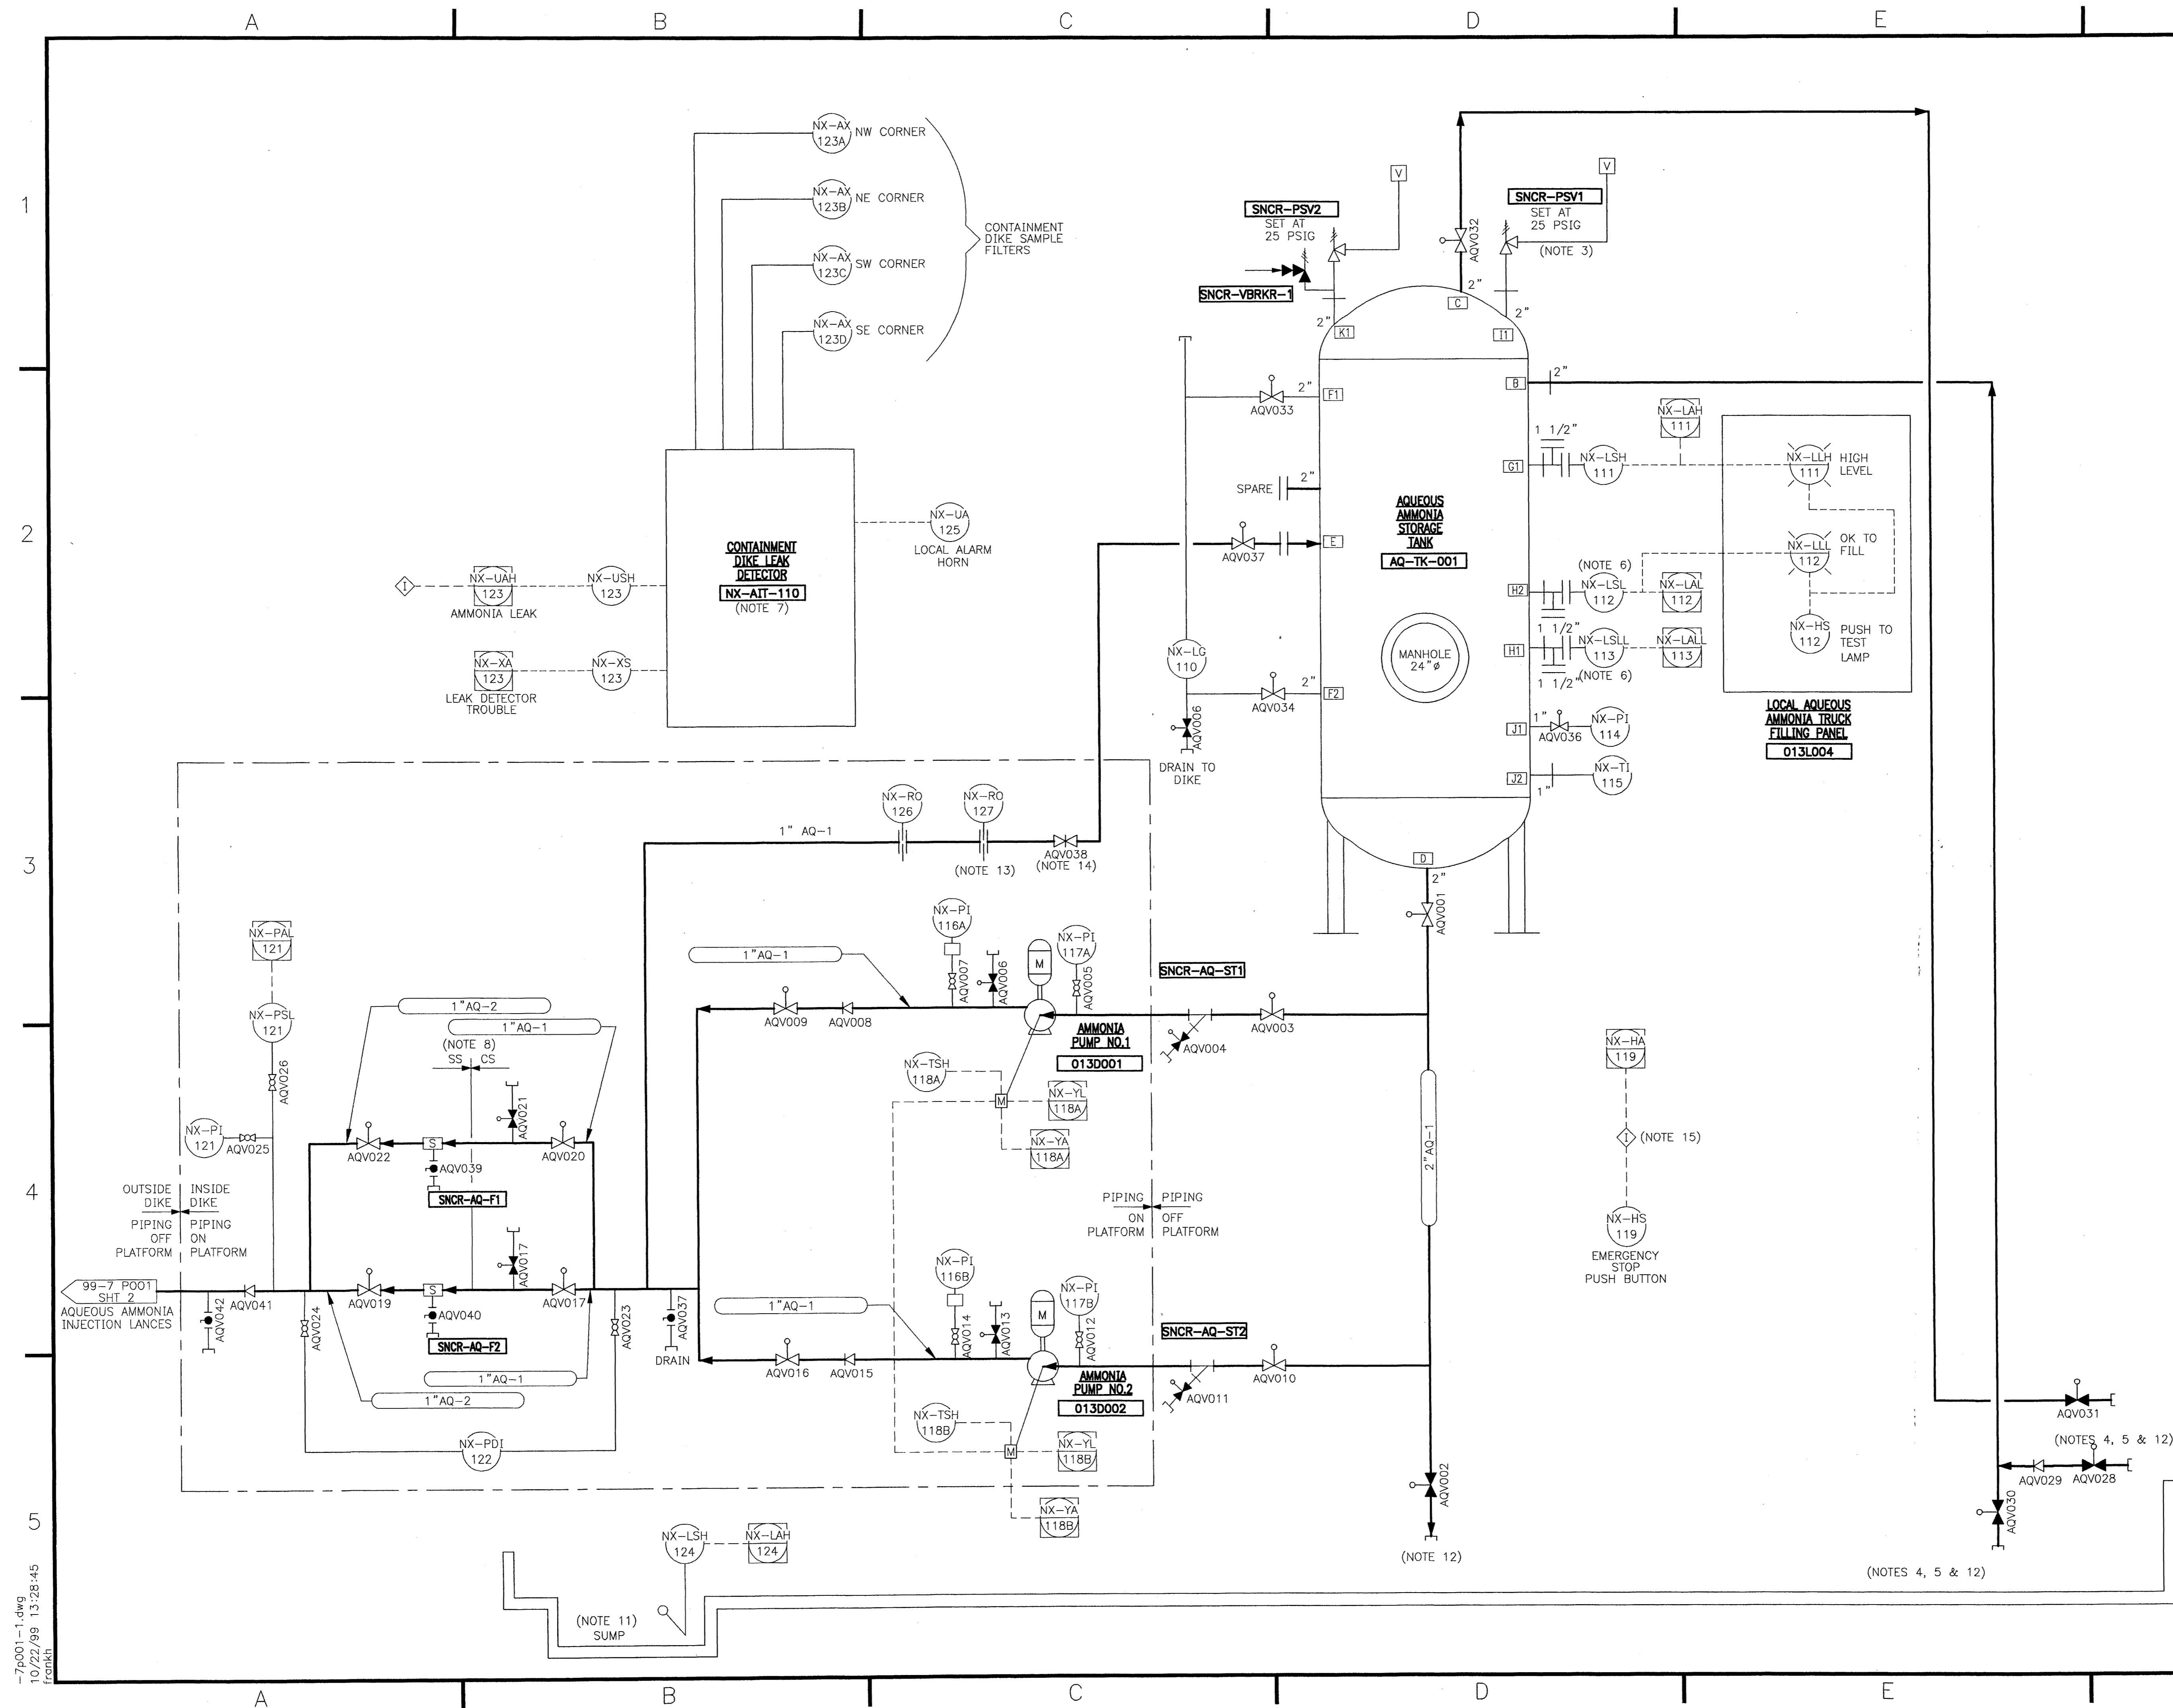 A
B
C
D
E
1
2
3
4
5
NX-AX
123A
NW CORNER
NX-AX
123B
NE CORNER
NX-AX
123C
SW CORNER
NX-AX
123D
SE CORNER
CONTAINMENT
DIKE SAMPLE
FILTERS
V
V
SNCR-PSV2
SET AT
25 PSIG
SNCR-PSV1
SET AT
25 PSIG
(NOTE 3)
AQV032
SNCR-VBRKR-1
2"
C
2"
K1
2"
I1
2"
F1
AQV033
B
2"
NX-LAH
111
1 1/2"
G1
NX-LSH
111
NX-LLH
111
HIGH
LEVEL
SPARE
2"
AQUEOUS
AMMONIA
STORAGE
TANK
AQ-TK-001
E
AQV037
NX-LLL
112
OK TO
FILL
(NOTE 6)
H2
NX-LSL
112
NX-LAL
112
1 1/2"
NX-HS
112
PUSH TO
TEST
LAMP
H1
NX-LSLL
113
NX-LALL
113
1 1/2"
(NOTE 6)
MANHOLE
24"ø
LOCAL AQUEOUS
AMMONIA TRUCK
FILLING PANEL
013L004
NX-LG
110
2"
F2
AQV034
AQV006
DRAIN TO
DIKE
1"
J1
AQV036
NX-PI
114
J2
1"
NX-TI
115
D
2"
AQV001
CONTAINMENT
DIKE LEAK
DETECTOR
NX-AIT-110
(NOTE 7)
NX-UA
125
LOCAL ALARM
HORN
I
NX-UAH
123
AMMONIA LEAK
NX-USH
123
NX-XA
123
LEAK DETECTOR
TROUBLE
NX-XS
123
1" AQ-1
NX-RO
126
NX-RO
127
(NOTE 13)
AQV038
(NOTE 14)
NX-PAL
121
NX-PSL
121
AQV026
NX-PI
121
AQV025
1"AQ-2
1"AQ-1
(NOTE 8)
SS
CS
AQV021
AQV022
S
AQV020
AQV039
SNCR-AQ-F1
AQV017
OUTSIDE
DIKE
INSIDE
DIKE
PIPING
OFF
PLATFORM
PIPING
ON
PLATFORM
99-7 P001
SHT 2
AQUEOUS AMMONIA
INJECTION LANCES
AQV042
AQV041
AQV024
AQV019
S
AQV040
SNCR-AQ-F2
AQV017
AQV023
AQV037
DRAIN
1"AQ-1
1"AQ-2
NX-PDI
122
1"AQ-1
NX-PI
116A
AQV007
AQV006
M
NX-PI
117A
AQV005
SNCR-AQ-ST1
AQV009
AQV008
AQV003
AQV004
AMMONIA
PUMP NO.1
013D001
NX-TSH
118A
M
NX-YL
118A
NX-YA
118A
PIPING
ON
PLATFORM
PIPING
OFF
PLATFORM
2"AQ-1
NX-HA
119
I
(NOTE 15)
NX-HS
119
EMERGENCY
STOP
PUSH BUTTON
1"AQ-1
NX-PI
116B
AQV014
AQV013
M
NX-PI
117B
AQV012
SNCR-AQ-ST2
AQV016
AQV015
AQV010
AQV011
AMMONIA
PUMP NO.2
013D002
NX-TSH
118B
M
NX-YL
118B
NX-YA
118B
AQV002
(NOTE 12)
AQV031
(NOTES 4, 5 & 12)
AQV029
AQV028
AQV030
(NOTES 4, 5 & 12)
NX-LSH
124
NX-LAH
124
(NOTE 11)
SUMP
-7p001-1.dwg
10/22/99 13:28:45
frankh
A
B
C
D
E